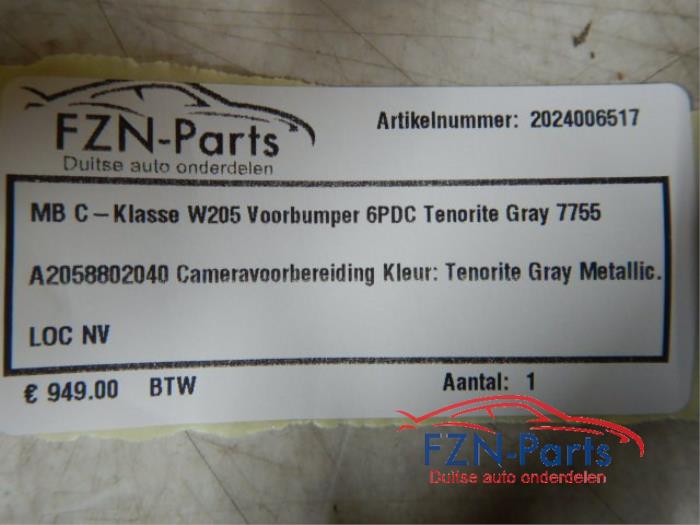 FZN-Parts
Duitse auto onderdelen
Artikelnummer: 2024006517
MB C-Klasse W205 Voorbumper 6PDC Tenorite Gray 7755
A2058802040 Cameravoorbereiding Kleur: Tenorite Gray Metallic.
LOC NV
€ 949.00 BTW
Aantal: 1
FZN-Parts
Duitse auto onderdelen